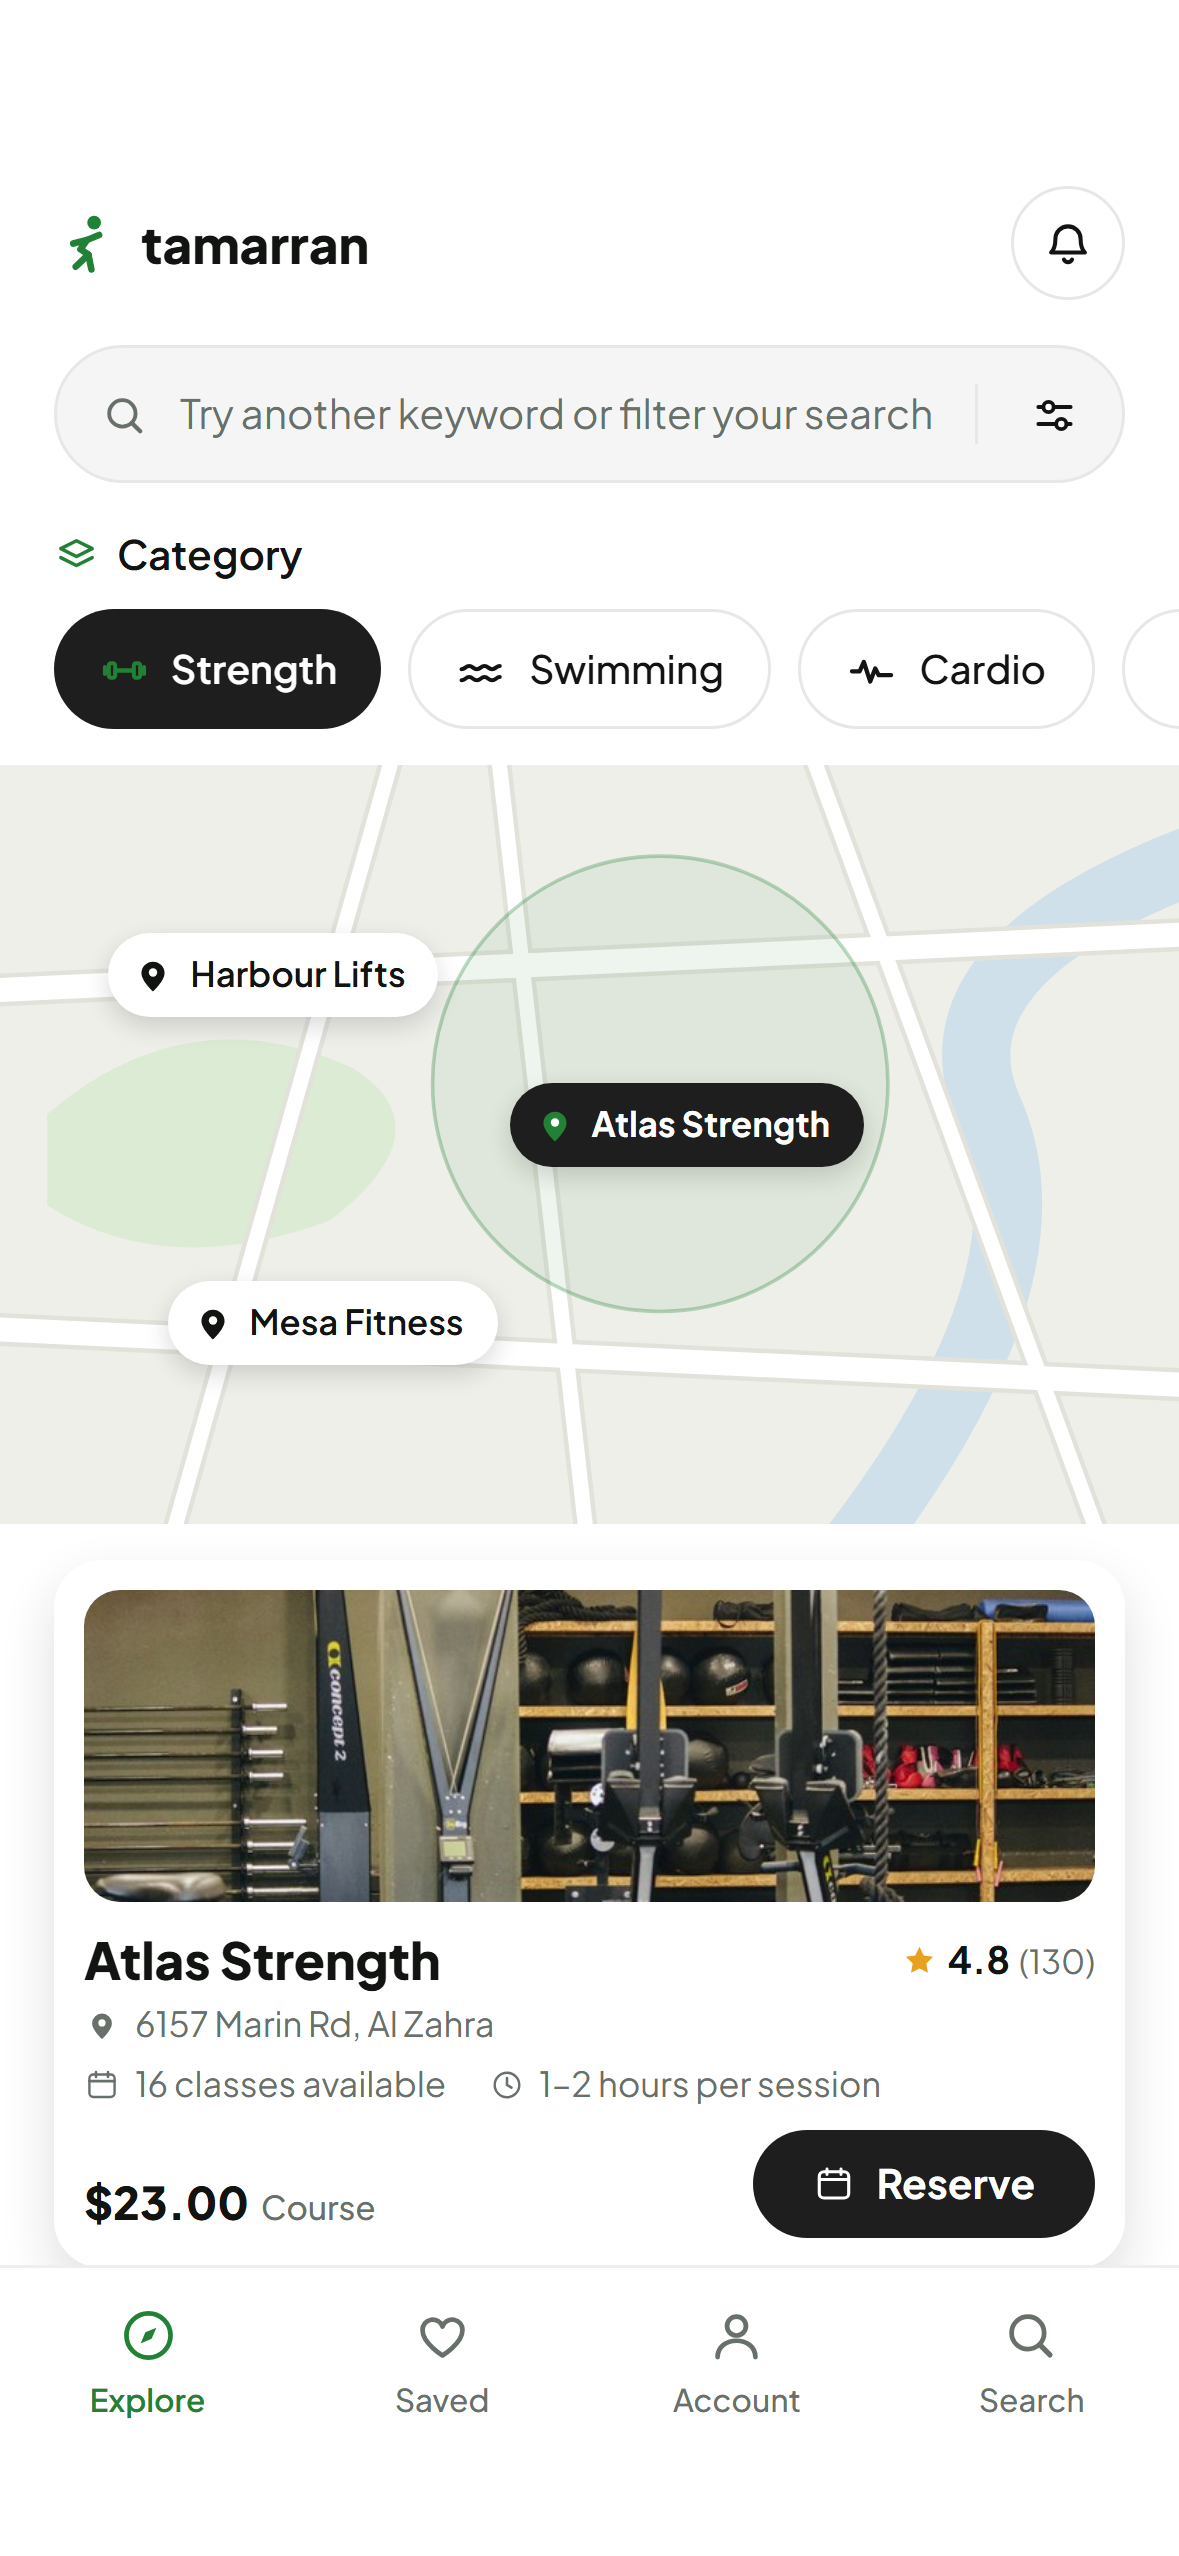 tamarran
Try another keyword or filter your search
Category
Strength
Swimming
Cardio
Harbour Lifts
Atlas Strength
Mesa Fitness
concept 2
Atlas Strength
4.8 (130)
6157 Marin Rd, Al Zahra
16 classes available
1–2 hours per session
$23.00 Course
Reserve
Explore
Saved
Account
Search